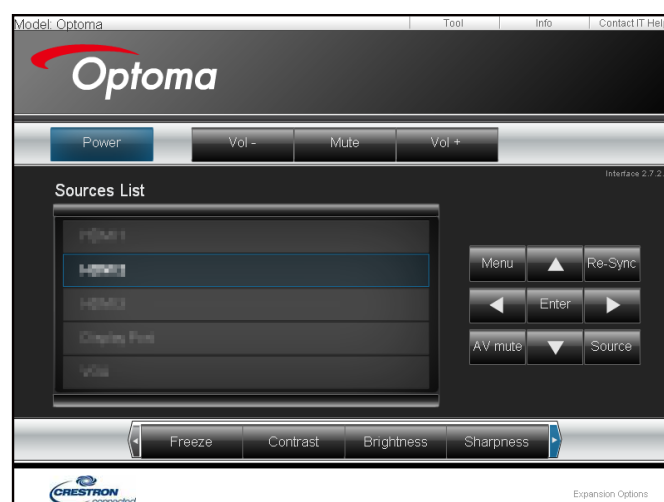 Model: Optoma
Tool
Info
Contact IT Hel
Optoma
Power
Vol -
Mute
Vol +
Interface 2.7.2.
Sources List
Menu
Re-Sync
Enter
AV mute
Source
Freeze
Contrast
Brightness
Sharpness
CRESTRON
connected
Expansion Options